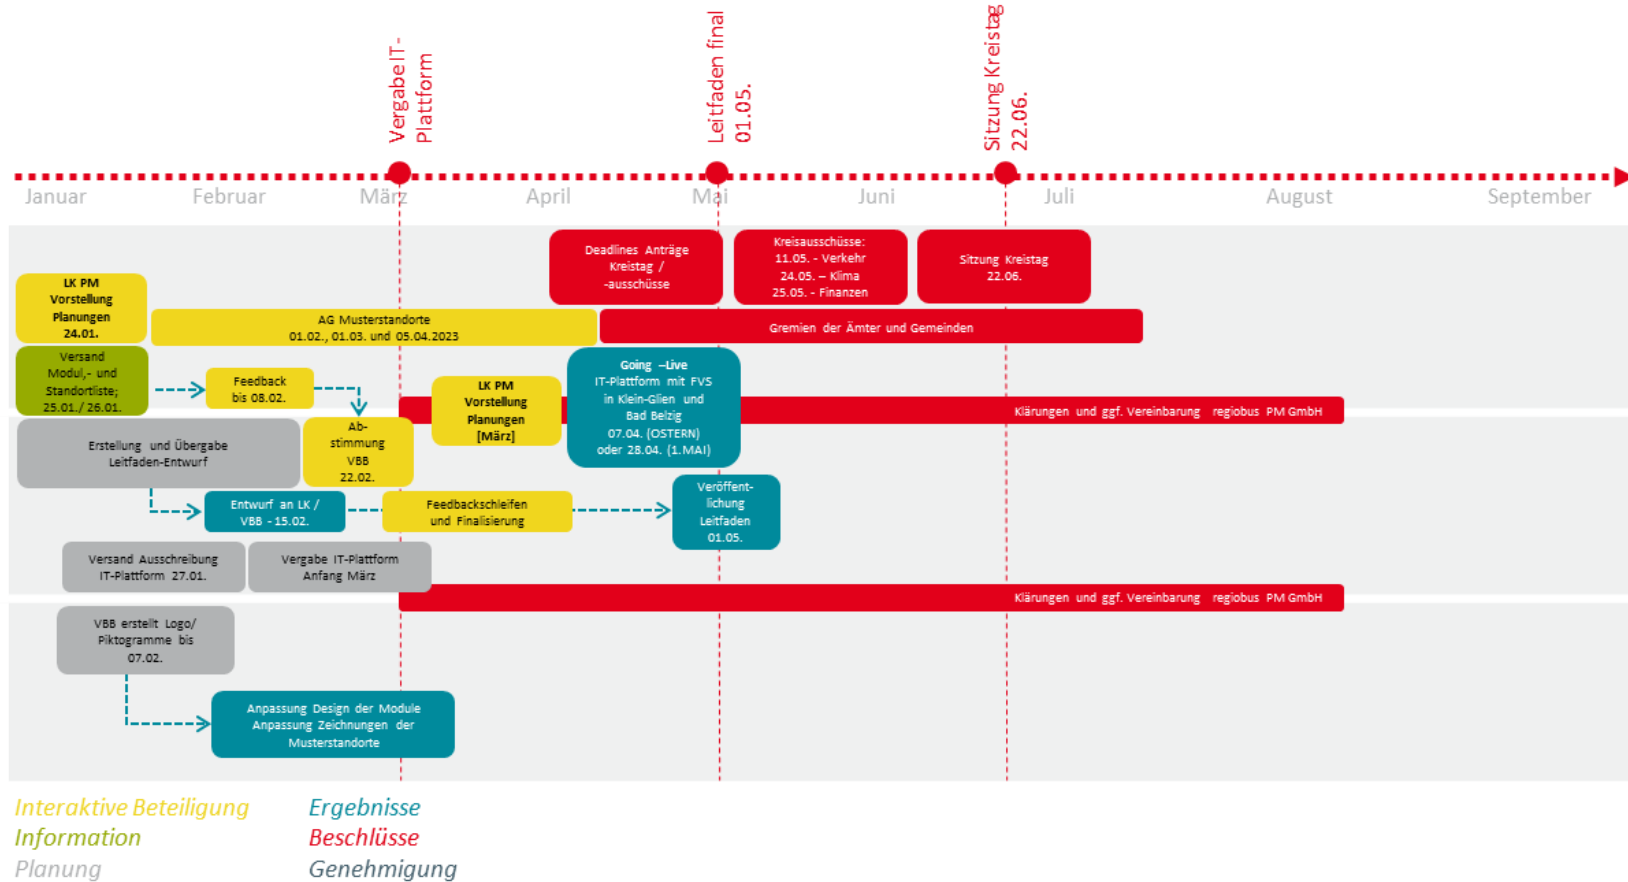 Vergabe IT-
Plattform
Leitfaden final
01.05.
Sitzung Kreistag
22.06.
Januar
Februar
März
April
Mai
Juni
Juli
August
September
Deadlines Anträge
Kreistag /
-ausschüsse
Kreisausschüsse:
11.05. - Verkehr
24.05. – Klima
25.05. - Finanzen
Sitzung Kreistag
22.06.
LK PM
Vorstellung
Planungen
24.01.
AG Musterstandorte
01.02., 01.03. und 05.04.2023
Gremien der Ämter und Gemeinden
Versand
Modul,- und
Standortliste;
25.01./ 26.01.
Feedback
bis 08.02.
LK PM
Vorstellung
Planungen
[März]
Going –Live
IT-Plattform mit FVS
in Klein-Glien und
Bad Belzig
07.04. (OSTERN)
oder 28.04. (1.MAI)
Klärungen und ggf. Vereinbarung regiobus PM GmbH
Erstellung und Übergabe
Leitfaden-Entwurf
Ab-
stimmung
VBB
22.02.
Entwurf an LK /
VBB - 15.02.
Feedbackschleifen
und Finalisierung
Veröffent-
lichung
Leitfaden
01.05.
Versand Ausschreibung
IT-Plattform 27.01.
Vergabe IT-Plattform
Anfang März
Klärungen und ggf. Vereinbarung regiobus PM GmbH
VBB erstellt Logo/
Piktogramme bis
07.02.
Anpassung Design der Module
Anpassung Zeichnungen der
Musterstandorte
Interaktive Beteiligung
Information
Planung
Ergebnisse
Beschlüsse
Genehmigung